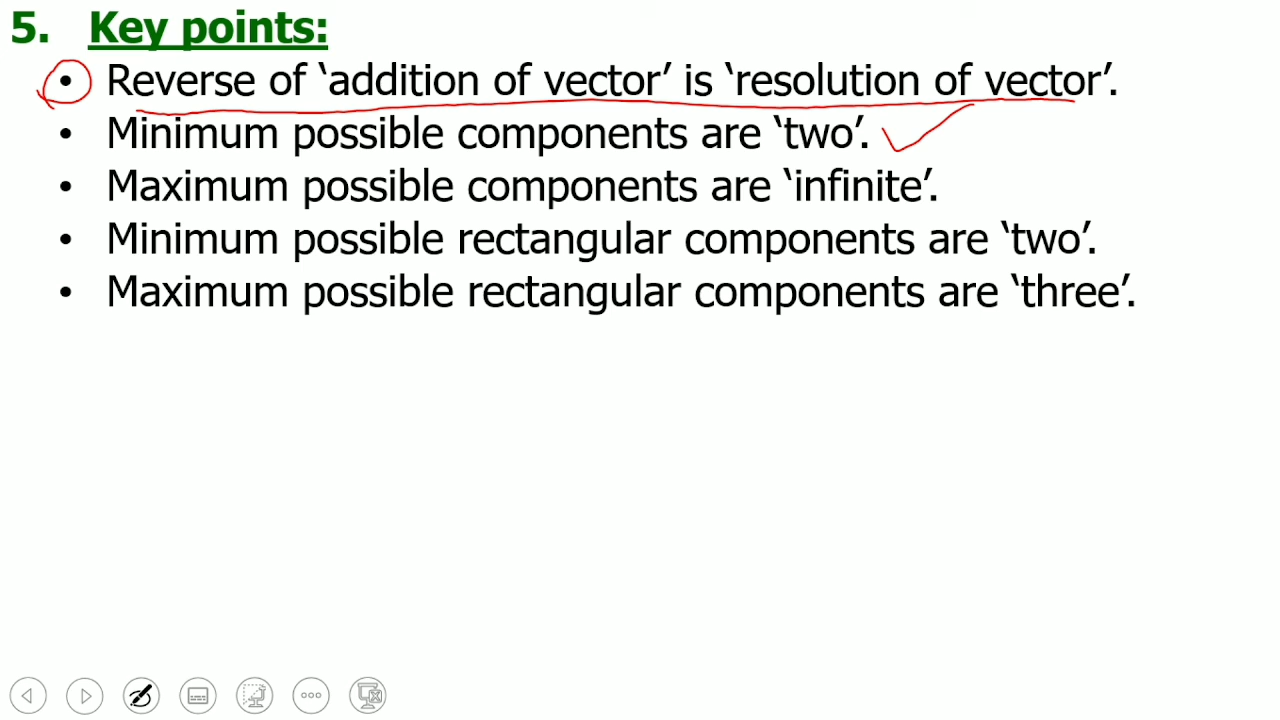 5. Key points:
• Reverse of ‘addition of vector’ is ‘resolution of vector’.
• Minimum possible components are ‘two’.
• Maximum possible components are ‘infinite’.
• Minimum possible rectangular components are ‘two’.
• Maximum possible rectangular components are ‘three’.